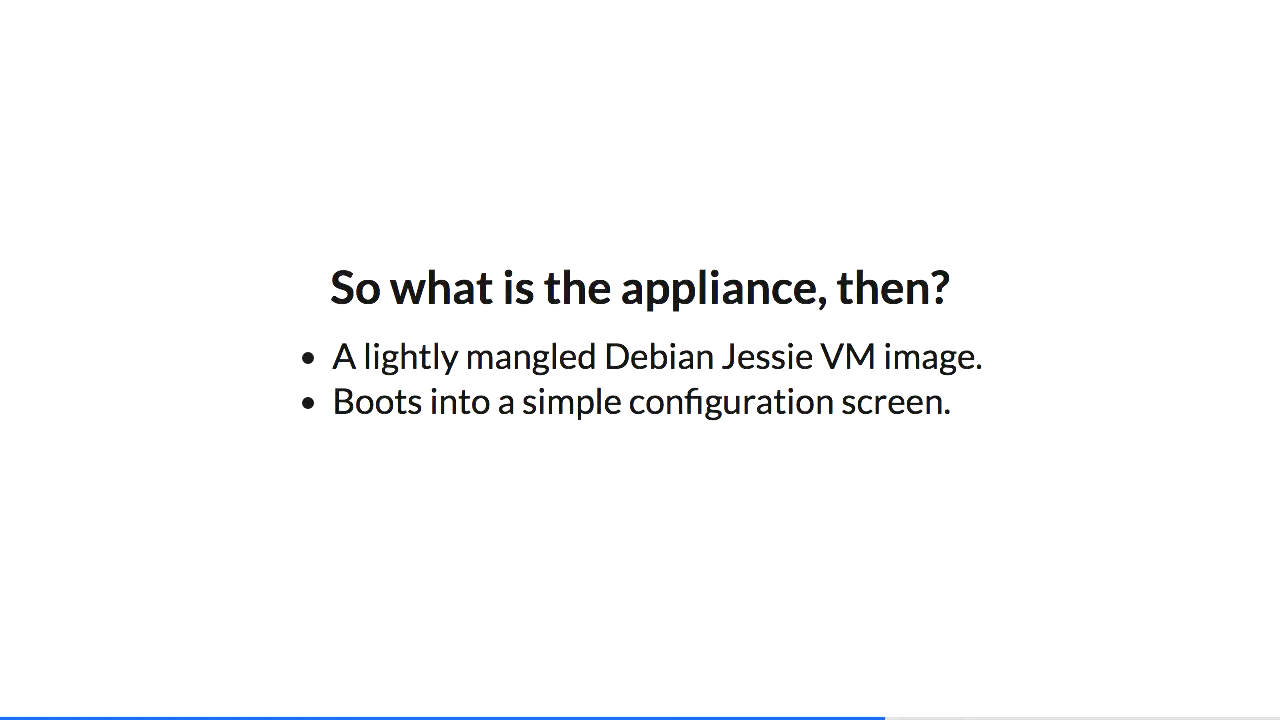 So what is the appliance, then?
• A lightly mangled Debian Jessie VM image.
• Boots into a simple configuration screen.